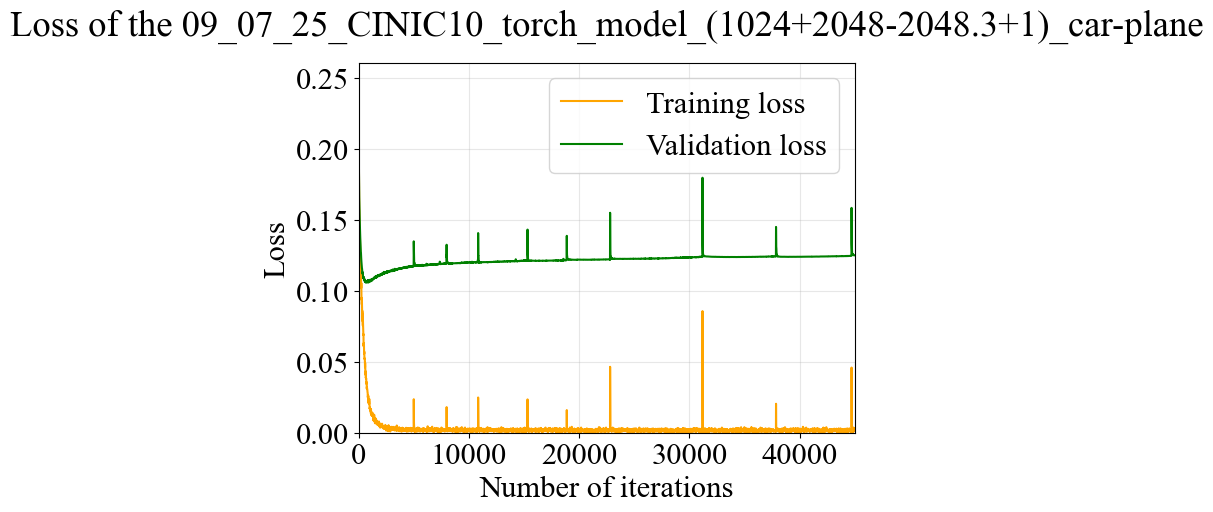 Loss of the 09_07_25_CINIC10_torch_model_(1024+2048-2048.3+1)_car-plane
0.25
0.20
0.15
0.10
0.05
0.00
Loss
Training loss
Validation loss
0 10000 20000 30000 40000
Number of iterations